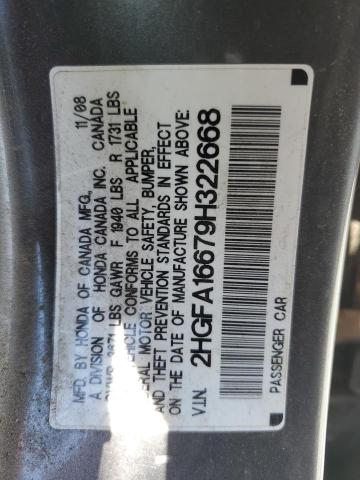 MFD. BY HONDA OF CANADA MFG., 11/08
A DIVISION OF HONDA CANADA INC. CANADA
LBS GAWR F 1940 LBS R 1731 LBS
VEHICLE CONFORMS TO ALL APPLICABLE
MOTOR VEHICLE SAFETY, BUMPER,
AND THEFT PREVENTION STANDARDS IN EFFECT
ON THE DATE OF MANUFACTURE SHOWN ABOVE.
V.I.N. 2HGFA16679H322668
PASSENGER CAR